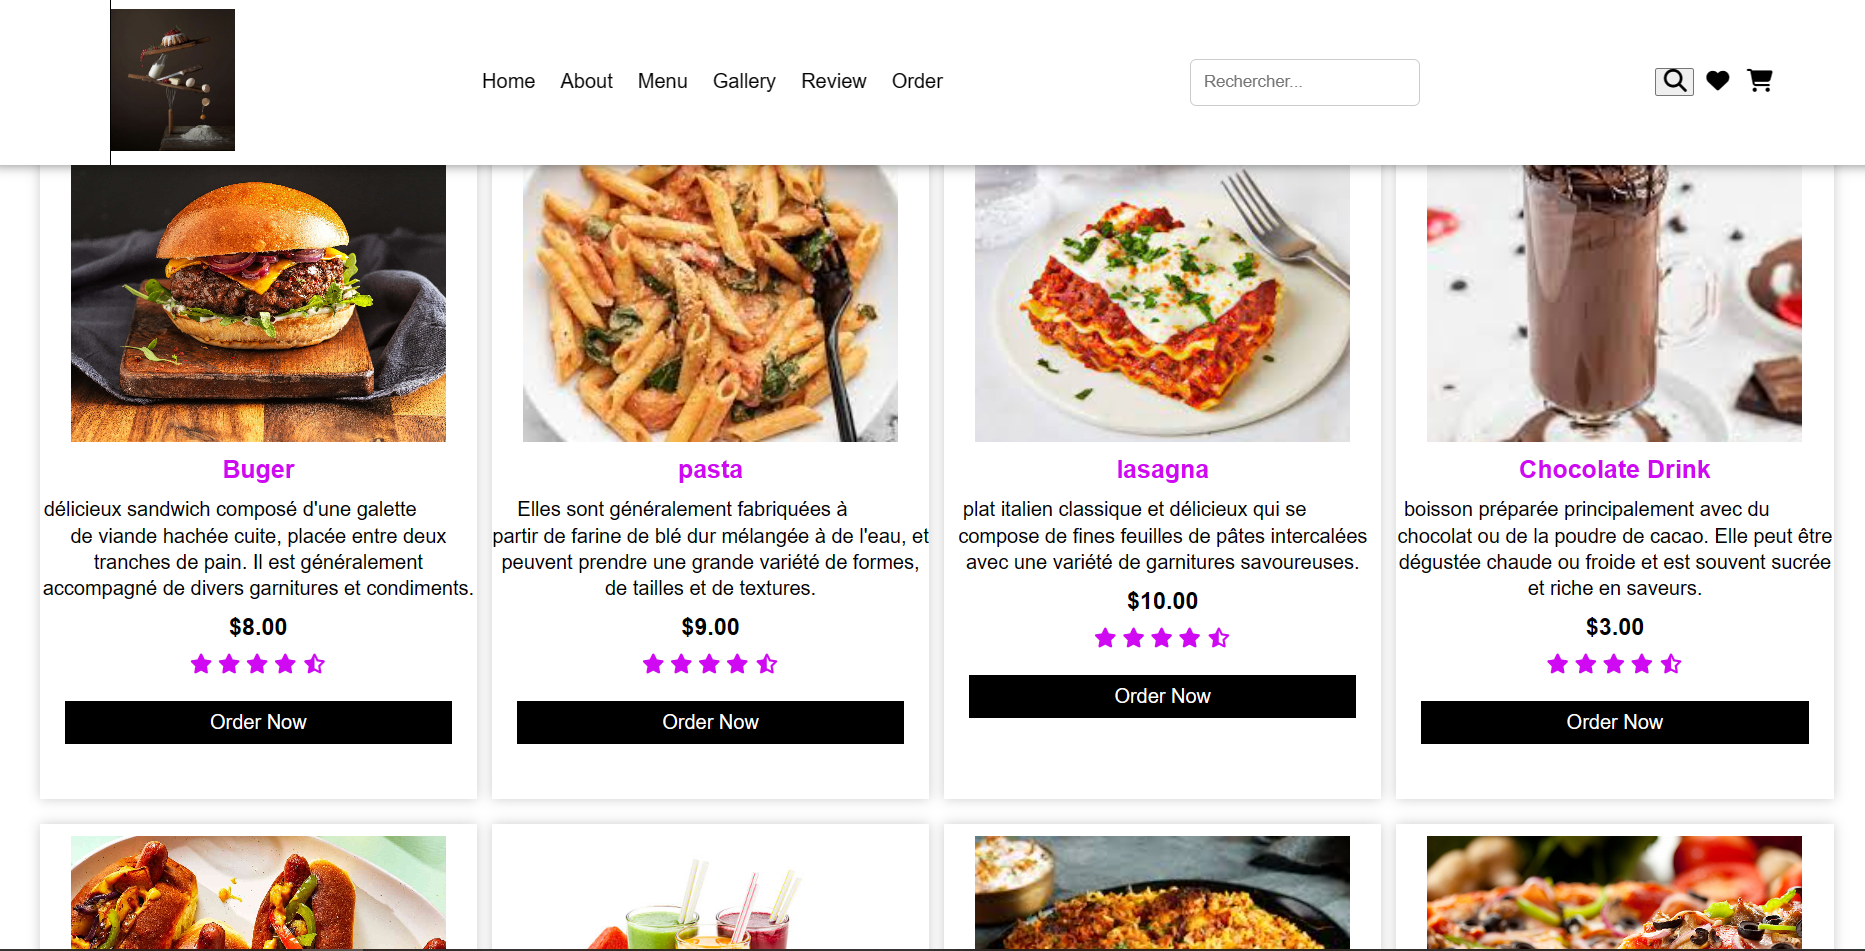 Home About Menu Gallery Review Order
Rechercher...
Buger
délicieux sandwich composé d'une galette
de viande hachée cuite, placée entre deux
tranches de pain. Il est généralement
accompagné de divers garnitures et condiments.
$8.00
Order Now
pasta
Elles sont généralement fabriquées à
partir de farine de blé dur mélangée à de l'eau, et
peuvent prendre une grande variété de formes,
de tailles et de textures.
$9.00
Order Now
lasagna
plat italien classique et délicieux qui se
compose de fines feuilles de pâtes intercalées
avec une variété de garnitures savoureuses.
$10.00
Order Now
Chocolate Drink
boisson préparée principalement avec du
chocolat ou de la poudre de cacao. Elle peut être
dégustée chaude ou froide et est souvent sucrée
et riche en saveurs.
$3.00
Order Now